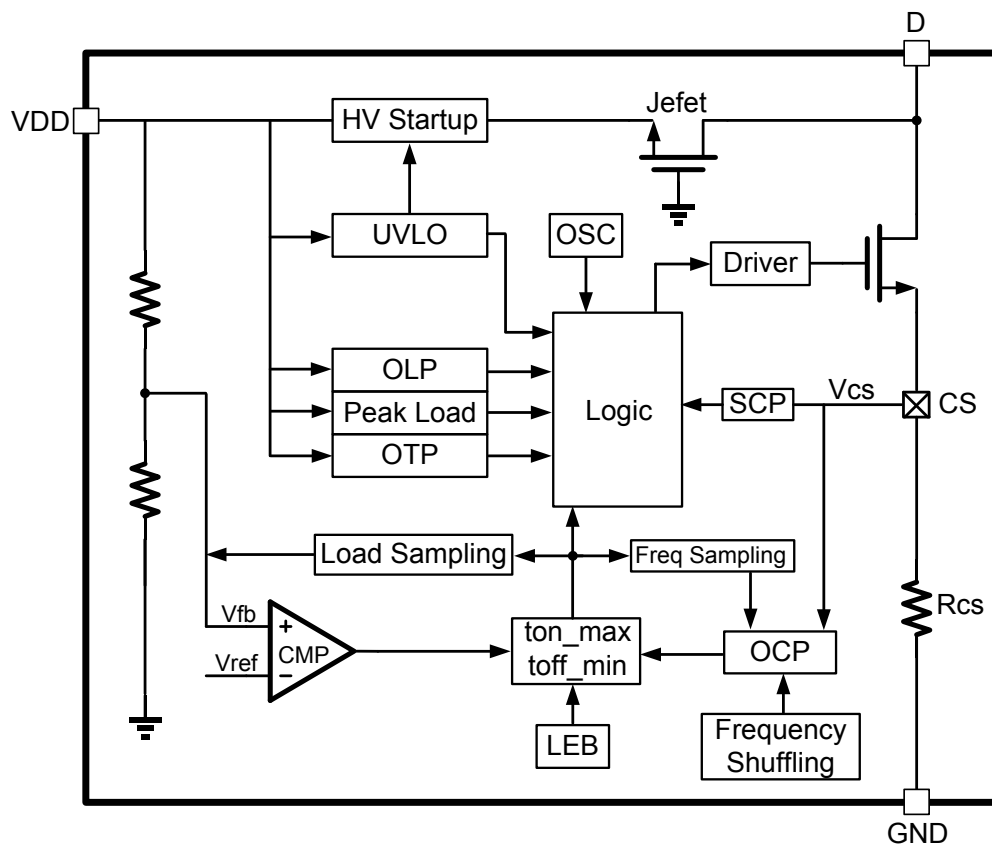 D
VDD
HV Startup
Jefet
UVLO
OSC
Driver
OLP
Peak Load
OTP
Logic
SCP
Vcs
CS
Load Sampling
Freq Sampling
Rcs
Vfb
+
CMP
Vref
−
ton_max
toff_min
OCP
LEB
Frequency
Shuffling
GND